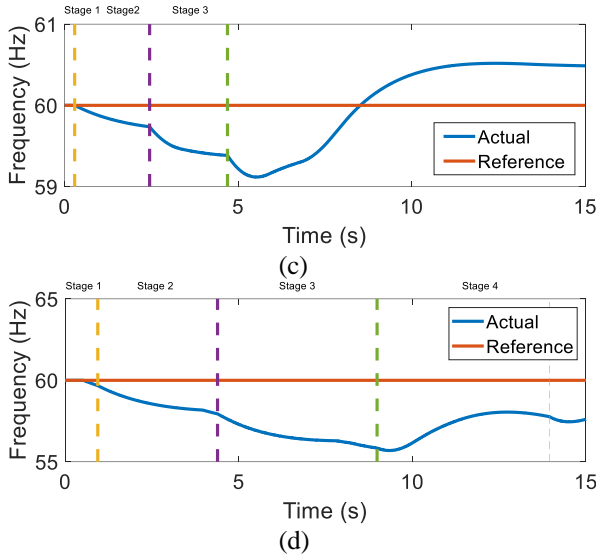 Stage 1 Stage2 Stage 3
61
60
59
Frequency (Hz)
Actual
Reference
0 5 10 15
Time (s)
(c)
Stage 1 Stage 2 Stage 3 Stage 4
65
60
55
Frequency (Hz)
Actual
Reference
0 5 10 15
Time (s)
(d)